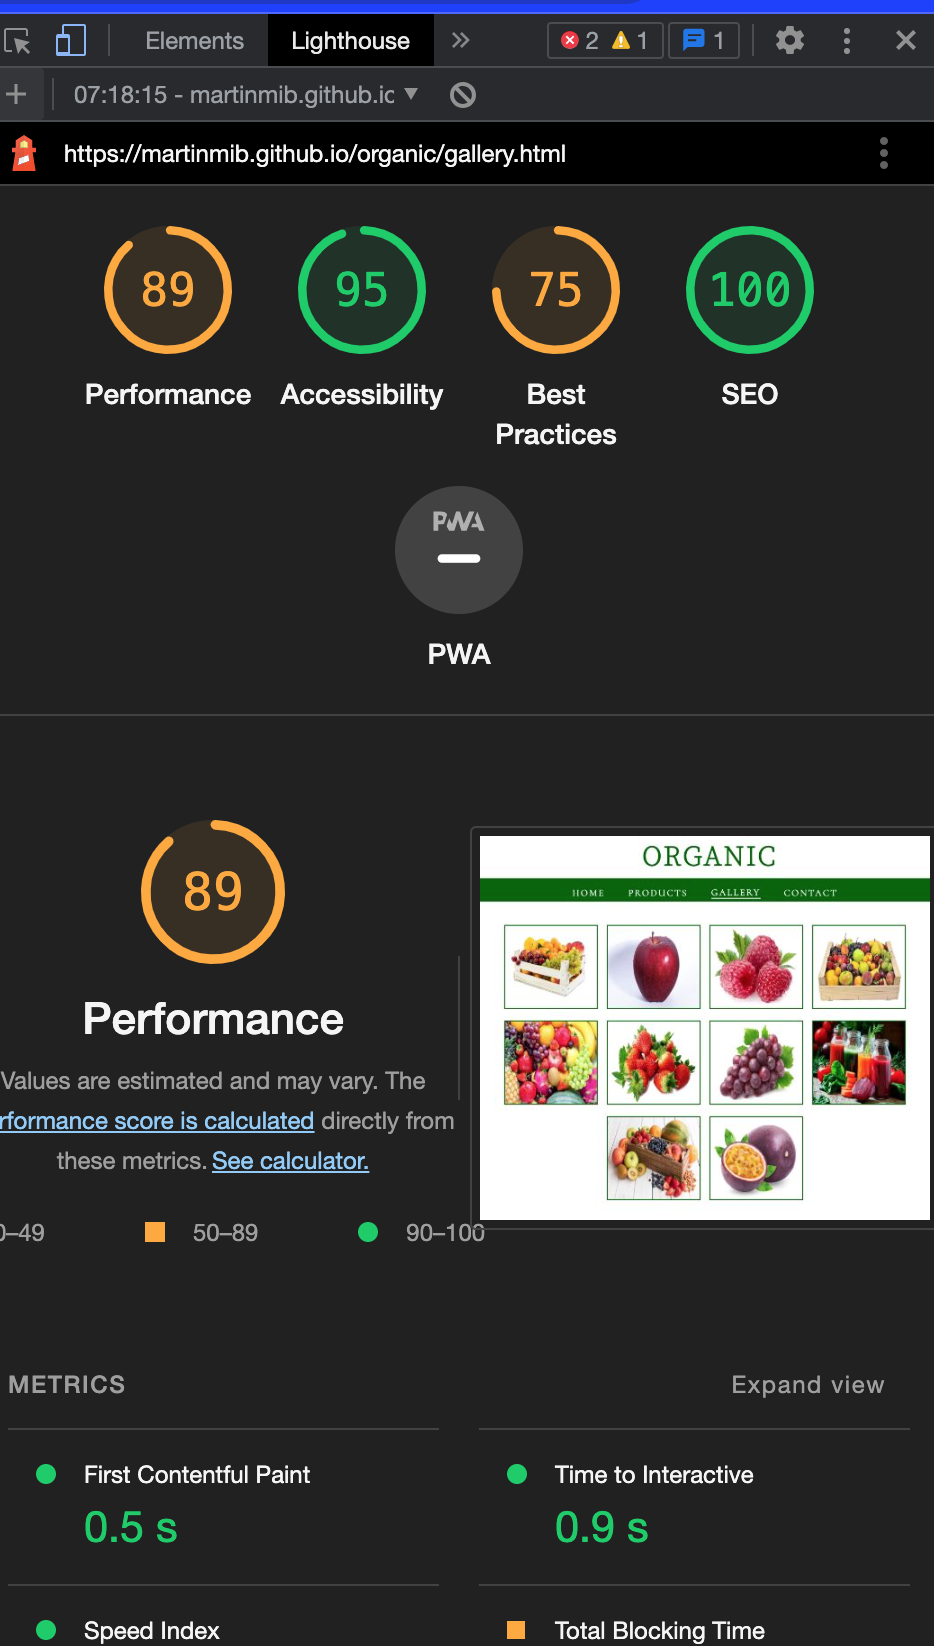 Elements
Lighthouse
2
1
1
07:18:15 - martinmib.github.ic
https://martinmib.github.io/organic/gallery.html
89
95
75
100
Performance
Accessibility
Best
Practices
SEO
PWA
PWA
89
Performance
Values are estimated and may vary. The
rformance score is calculated directly from
these metrics. See calculator.
0–49
50–89
90–100
ORGANIC
HOME
PRODUCTS
GALLERY
CONTACT
METRICS
Expand view
First Contentful Paint
0.5 s
Time to Interactive
0.9 s
Speed Index
Total Blocking Time